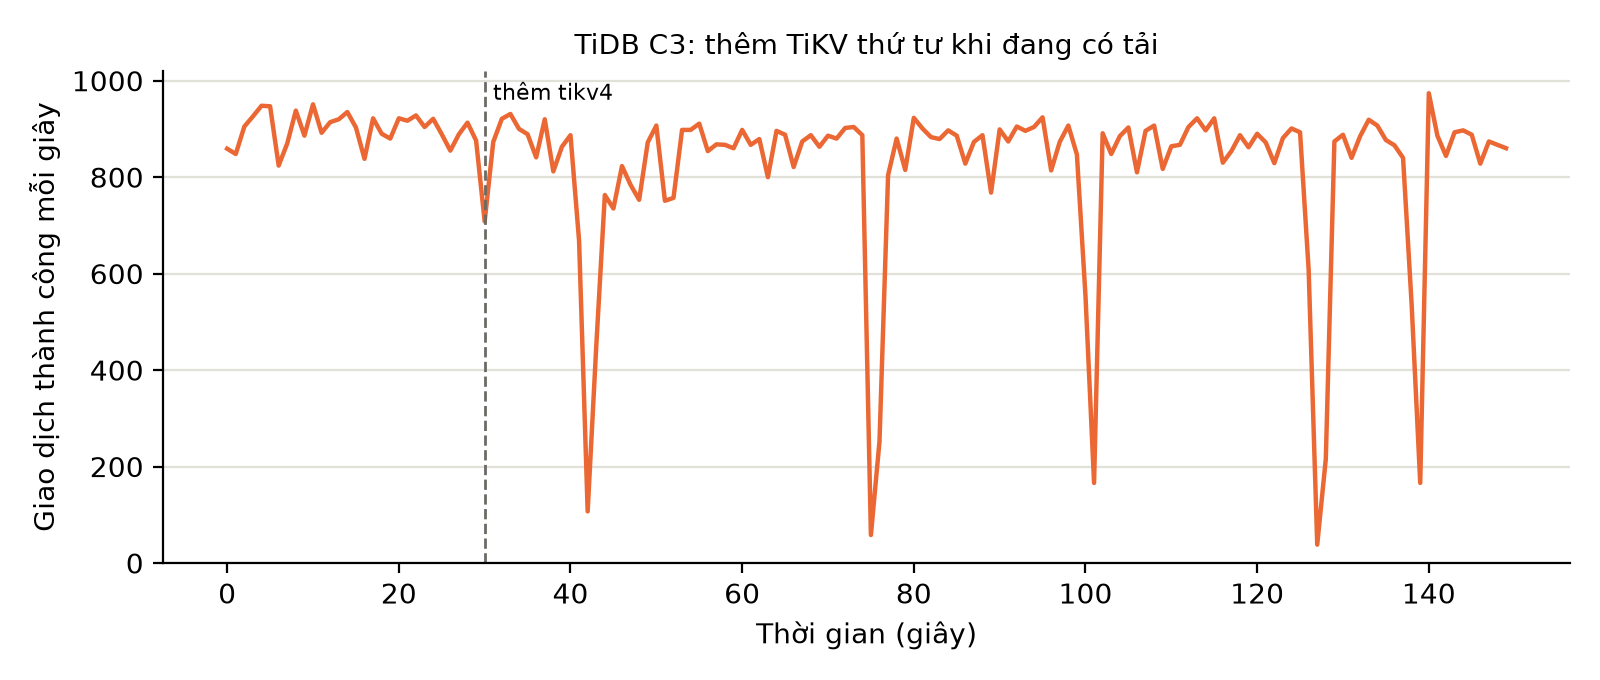 TiDB C3: thêm TiKV thứ tư khi đang có tải
Giao dịch thành công mỗi giây
1000
800
600
400
200
0
thêm tikv4
0 20 40 60 80 100 120 140
Thời gian (giây)